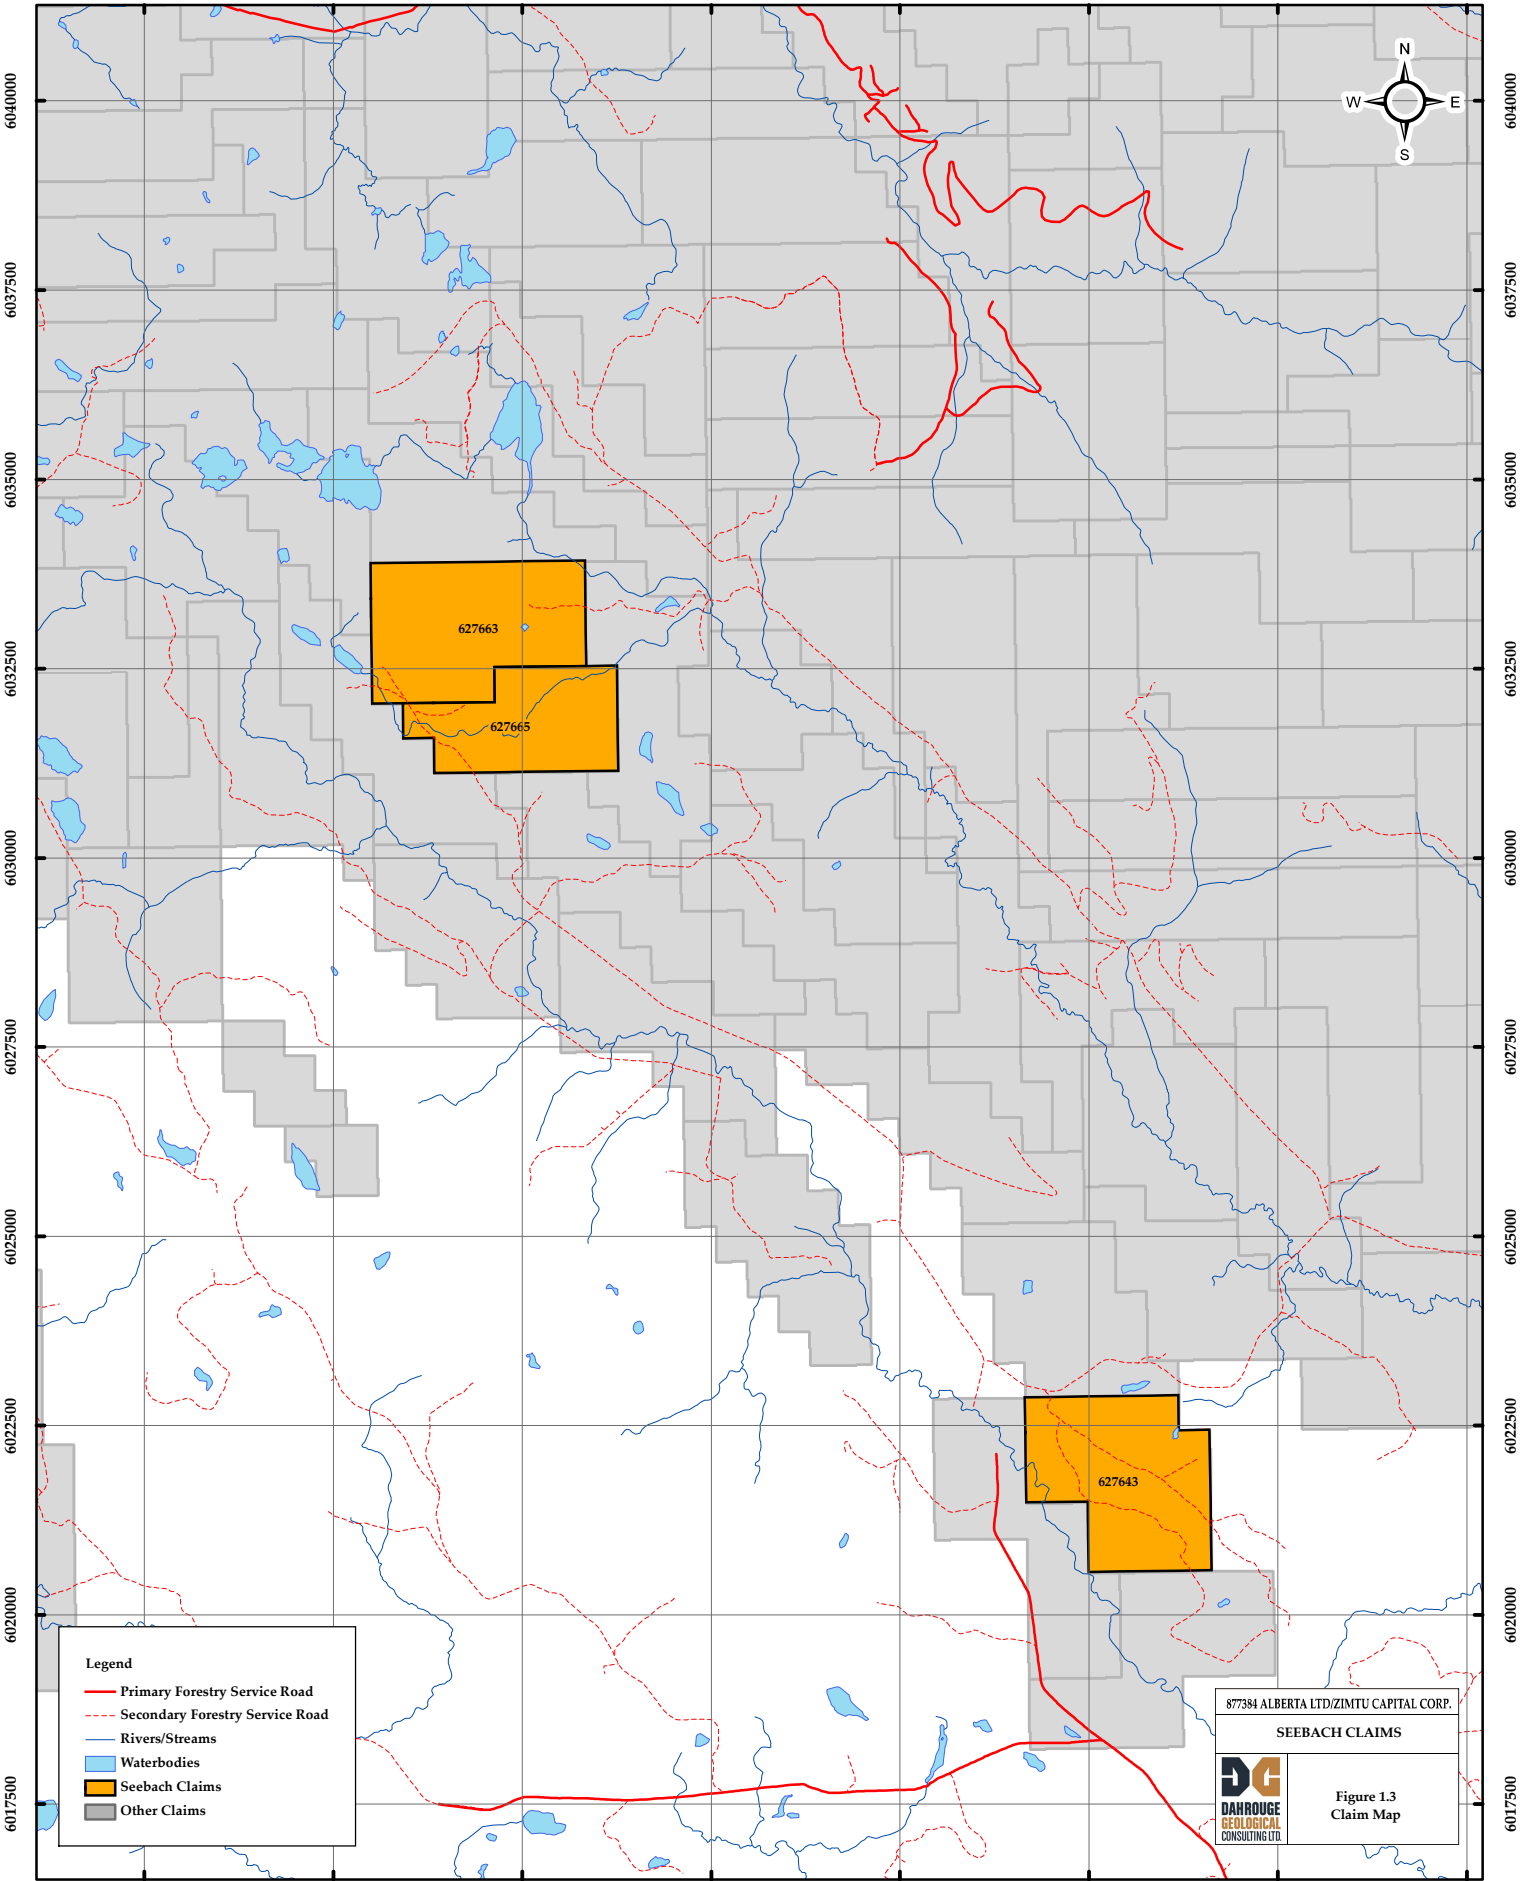 N
W E
S
6040000
6040000
6037500
6037500
6035000
6035000
627663
6032500
6032500
627665
6030000
6030000
6027500
6027500
6025000
6025000
6022500
6022500
627643
6020000
6020000
Legend
Primary Forestry Service Road
Secondary Forestry Service Road
Rivers/Streams
Waterbodies
Seebach Claims
Other Claims
877384 ALBERTA LTD/ZIMTU CAPITAL CORP.
SEEBACH CLAIMS
DAHROUGE
GEOLOGICAL
CONSULTING LTD.
Figure 1.3
Claim Map
6017500
6017500